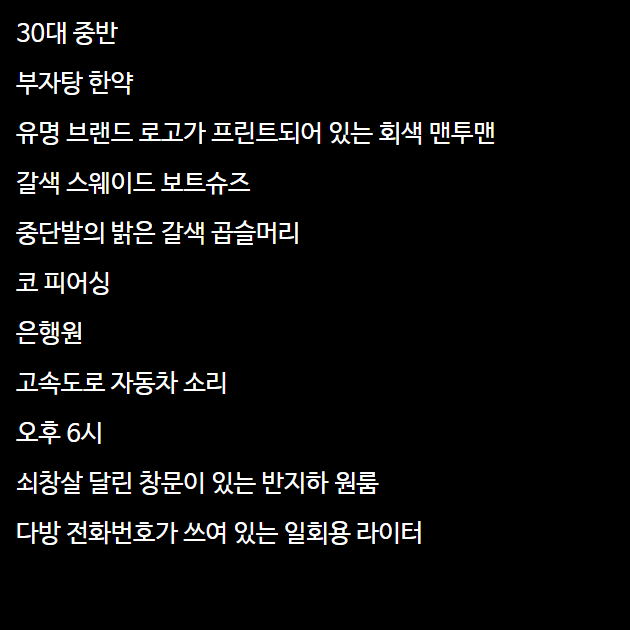 30대 중반
부자탕 한약
유명 브랜드 로고가 프린트되어 있는 회색 맨투맨
갈색 스웨이드 보트슈즈
중단발의 밝은 갈색 곱슬머리
코 피어싱
은행원
고속도로 자동차 소리
오후 6시
쇠창살 달린 창문이 있는 반지하 원룸
다방 전화번호가 쓰여 있는 일회용 라이터